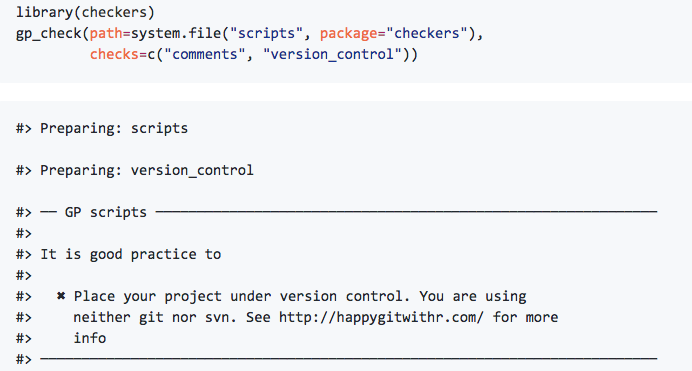 library(checkers)
gp_check(path=system.file("scripts", package="checkers"),
         checks=c("comments", "version_control"))
#> Preparing: scripts
#> Preparing: version_control
#> ── GP scripts ─────────────────────────────────────────────────────────────
#>
#> It is good practice to
#>
#>   ✖ Place your project under version control. You are using
#>     neither git nor svn. See http://happygitwithr.com/ for more
#>     info
#> ───────────────────────────────────────────────────────────────────────────